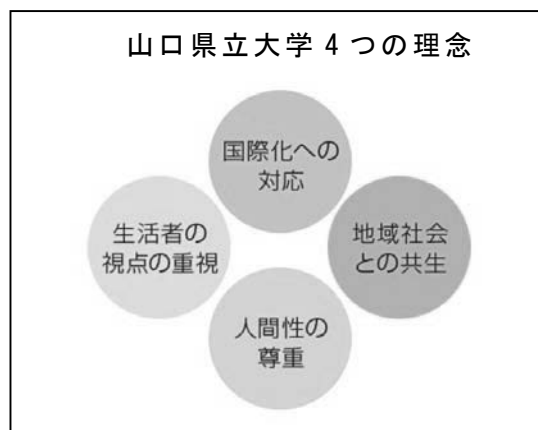 山口県立大学 4 つの理念
国際化への
対応
生活者の
視点の重視
地域社会
との共生
人間性の
尊重